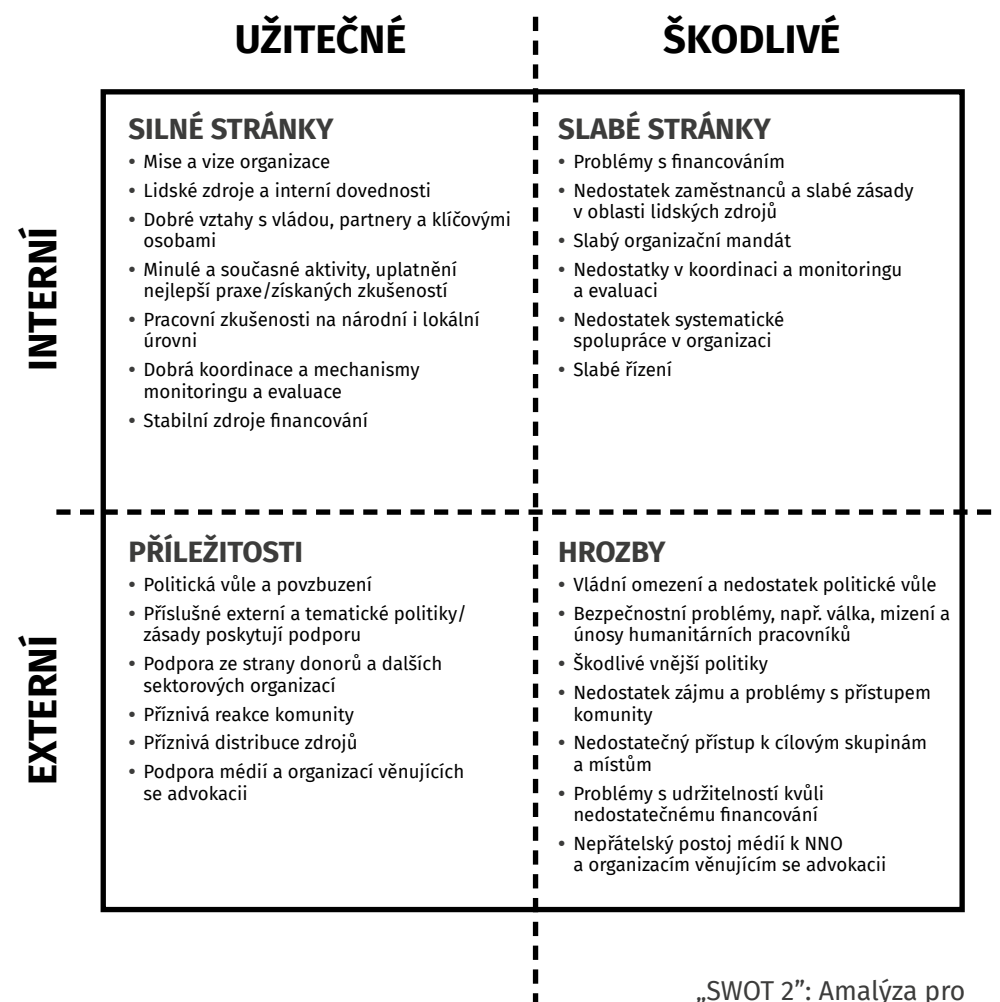 UŽITEČNÉ
ŠKODLIVÉ
INTERNÍ
SILNÉ STRÁNKY
• Mise a vize organizace
• Lidské zdroje a interní dovednosti
• Dobré vztahy s vládou, partnery a klíčovými
osobami
• Minulé a současné aktivity, uplatnění
nejlepší praxe/získaných zkušeností
• Pracovní zkušenosti na národní i lokální
úrovni
• Dobrá koordinace a mechanismy
monitoringu a evaluace
• Stabilní zdroje financování
SLABÉ STRÁNKY
• Problémy s financováním
• Nedostatek zaměstnanců a slabé zásady
v oblasti lidských zdrojů
• Slabý organizační mandát
• Nedostatky v koordinaci a monitoringu
a evaluaci
• Nedostatek systematické
spolupráce v organizaci
• Slabé řízení
EXTERNÍ
PŘÍLEŽITOSTI
• Politická vůle a povzbuzení
• Příslušné externí a tematické politiky/
zásady poskytují podporu
• Podpora ze strany donorů a dalších
sektorových organizací
• Příznivá reakce komunity
• Příznivá distribuce zdrojů
• Podpora médií a organizací věnujících
se advokacii
HROZBY
• Vládní omezení a nedostatek politické vůle
• Bezpečnostní problémy, např. válka, mizení a
únosy humanitárních pracovníků
• Škodlivé vnější politiky
• Nedostatek zájmu a problémy s přístupem
komunity
• Nedostatečný přístup k cílovým skupinám
a místům
• Problémy s udržitelností kvůli
nedostatečnému financování
• Nepřátelský postoj médií k NNO
a organizacím věnujícím se advokacii
„SWOT 2”: Amalýza pro